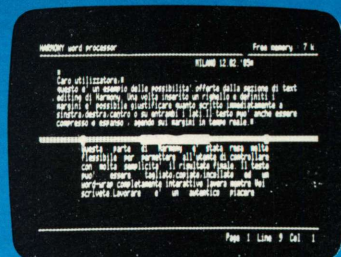 HARMONY word processor Free memory - 7 k
MILANO 12.02.'85¤
¤
Caro utilizzatore.¤
questo e' un esempio delle possibilita' offerte dalla sezione di text
editing di Harmony. Una volta inserito un righello e definiti i
margini e' possibile giustificare quanto scritto immediatamente a
sinstra,destra,centro o su entrambi i lati. Il testo puo' anche essere
compresso e espanso , agendo sui margini in tempo reale.¤
Questa parte di Harmony e' stata resa molto
flessibile per permettere all'utente di controllare
con molta semplicita' il risultato finale. Il testo
puo' essere tagliato,copiato,incollato ed un
word-wrap completamente interattivo lavora mentre Voi
scrivete Lavorare e' un autentico piacere
Page 1 Line 9 Col 1